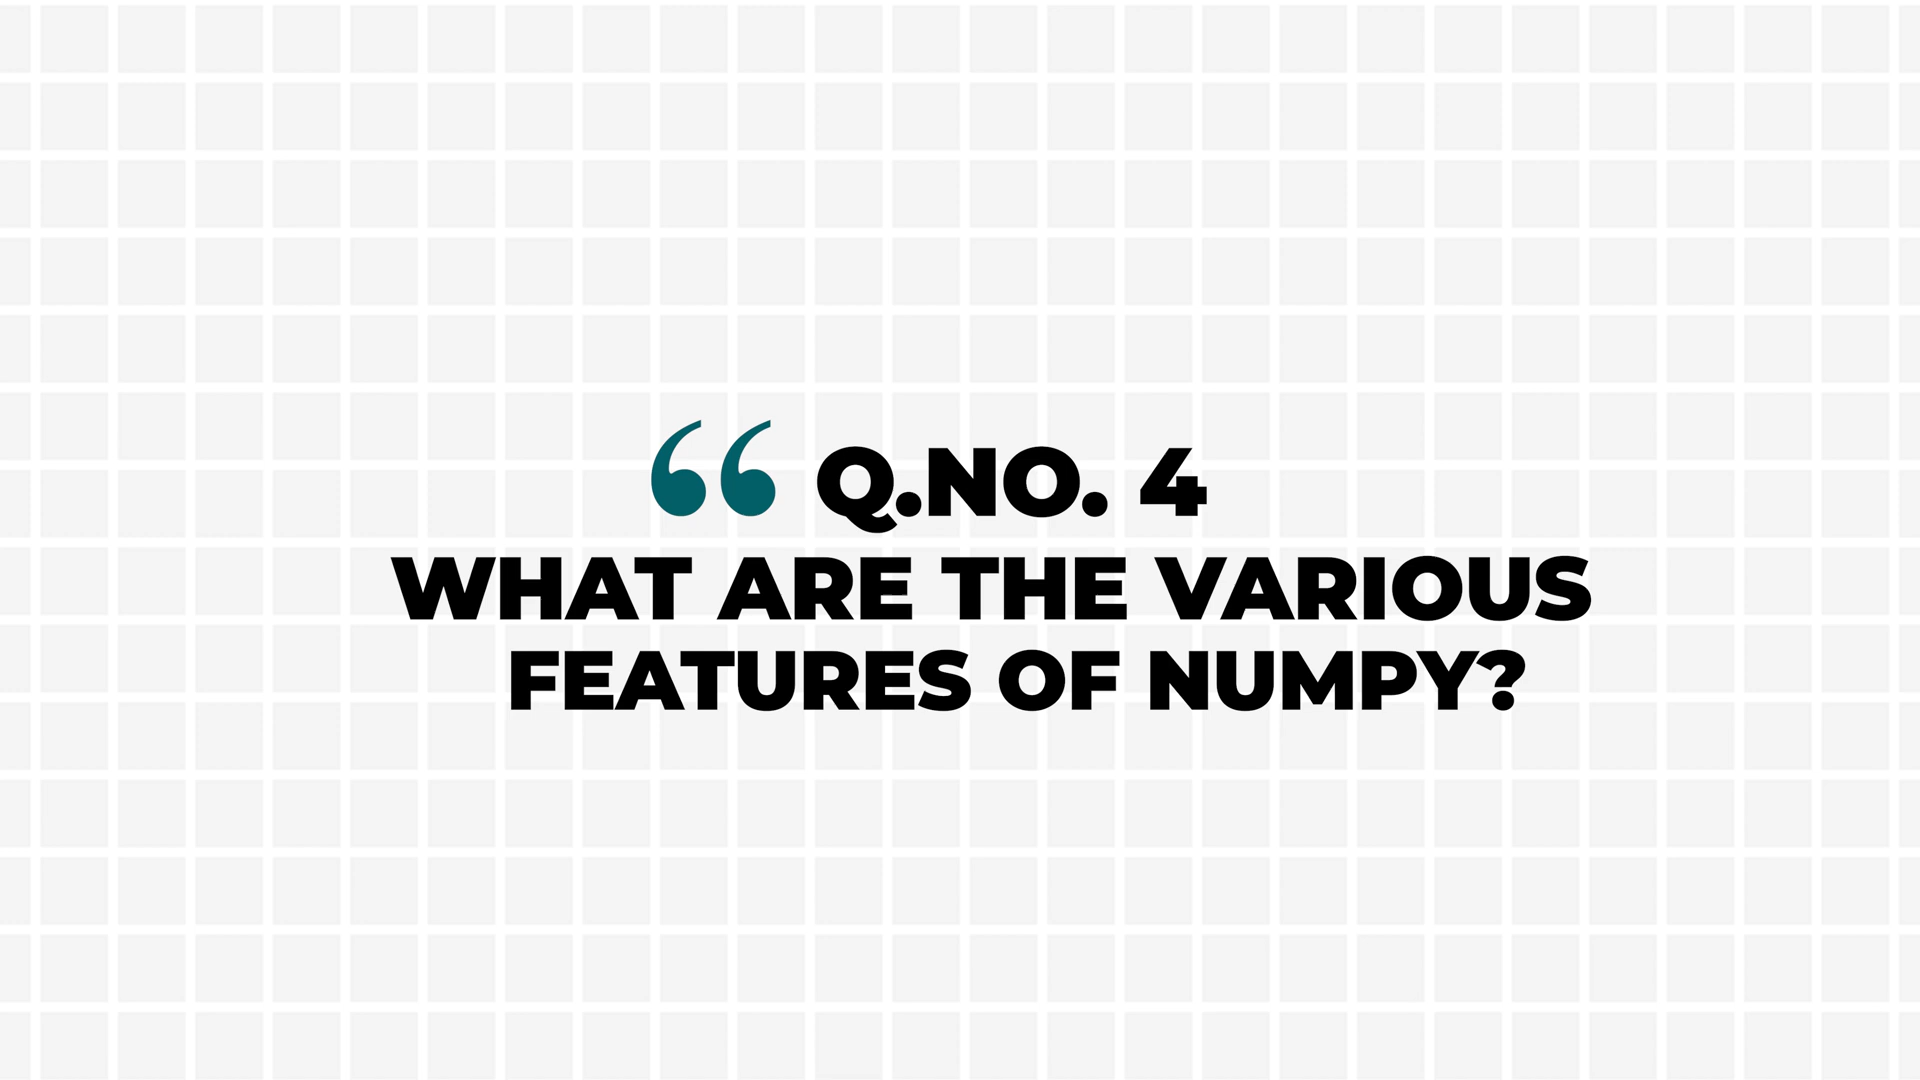 “ Q.NO. 4
WHAT ARE THE VARIOUS
FEATURES OF NUMPY?